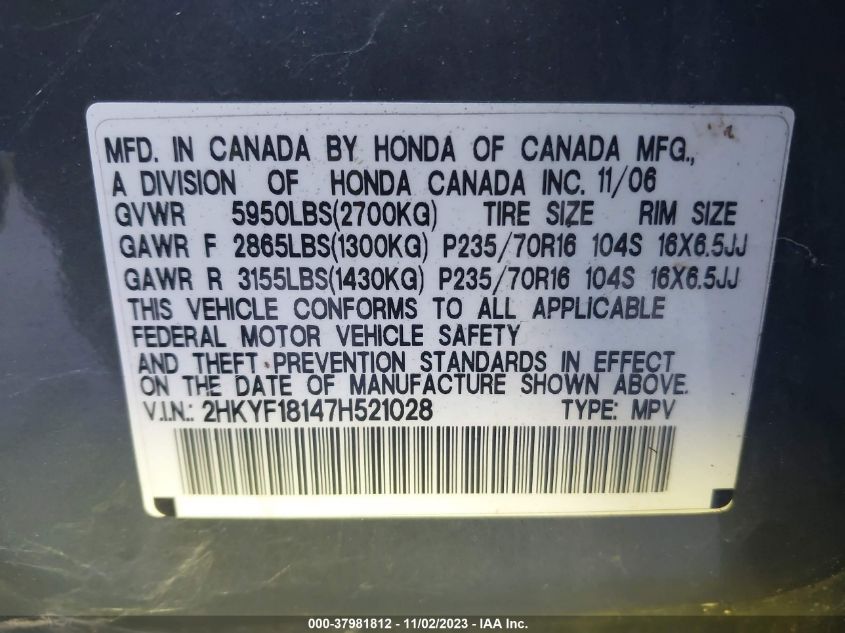 MFD. IN CANADA BY HONDA OF CANADA MFG.,
A DIVISION OF HONDA CANADA INC. 11/06
GVWR 5950LBS(2700KG) TIRE SIZE RIM SIZE
GAWR F 2865LBS(1300KG) P235/70R16 104S 16X6.5JJ
GAWR R 3155LBS(1430KG) P235/70R16 104S 16X6.5JJ
THIS VEHICLE CONFORMS TO ALL APPLICABLE
FEDERAL MOTOR VEHICLE SAFETY
AND THEFT PREVENTION STANDARDS IN EFFECT
ON THE DATE OF MANUFACTURE SHOWN ABOVE.
V.I.N.: 2HKYF18147H521028 TYPE: MPV
000-37981812 - 11/02/2023 - IAA Inc.